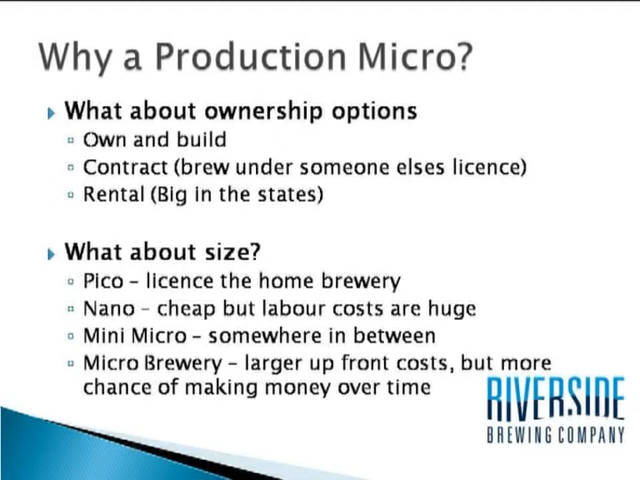 Why a Production Micro?
What about ownership options
Own and build
Contract (brew under someone elses licence)
Rental (Big in the states)
What about size?
Pico – licence the home brewery
Nano – cheap but labour costs are huge
Mini Micro – somewhere in between
Micro Brewery – larger up front costs, but more
chance of making money over time
RIVERSIDE
BREWING COMPANY